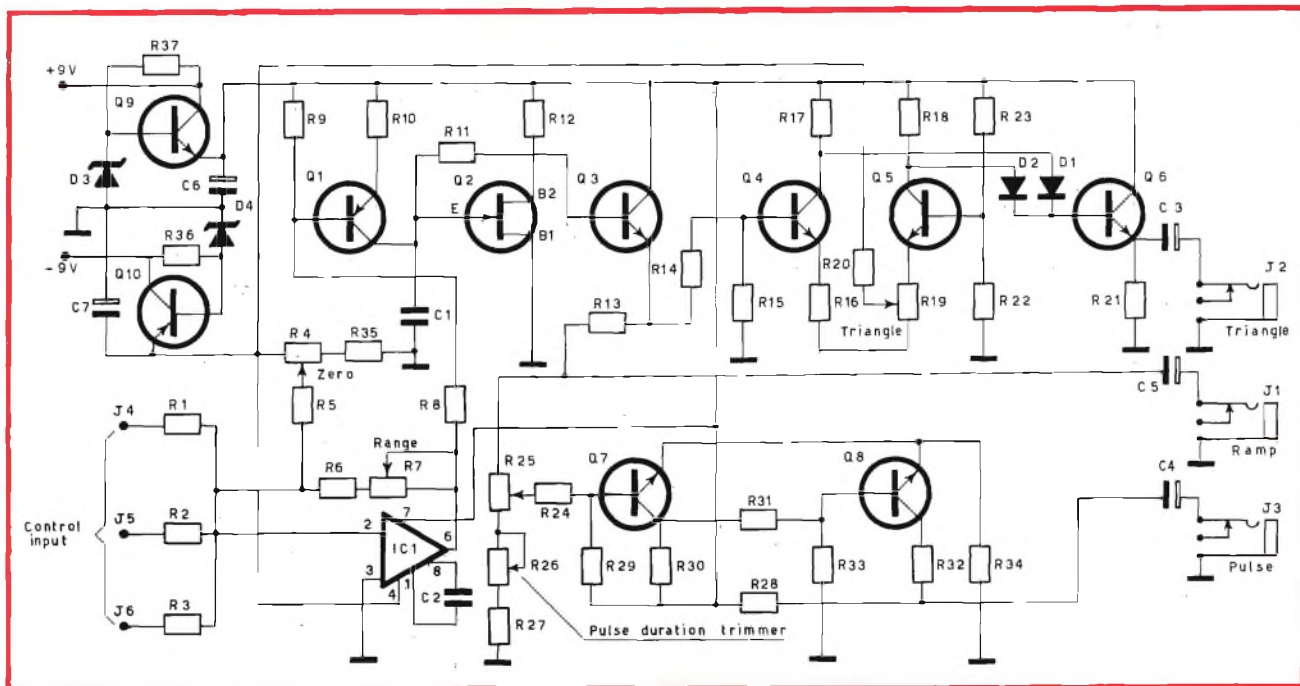 R37
+9V
Q9
D3
C6
D4
R36
-9V
Q10
C7
R9
R10
R11
R12
Q1
Q2
B2
E
B1
Q3
C1
R4
R35
Zero
R5
R8
R13
R14
R17
R18
R23
D2
D1
Q4
Q5
Q6
C3
R20
R15
R16
R19
R22
R21
Triangle
J2
Triangle
C5
J1
Ramp
J4
R1
Range
R6
R7
J5
R2
Control
input
J6
R3
2
7
IC1
6
3
4
1
8
C2
R25
R24
Q7
Q8
R31
R26
R29
R30
R28
R33
R32
R34
R27
Pulse duration trimmer
C4
J3
Pulse